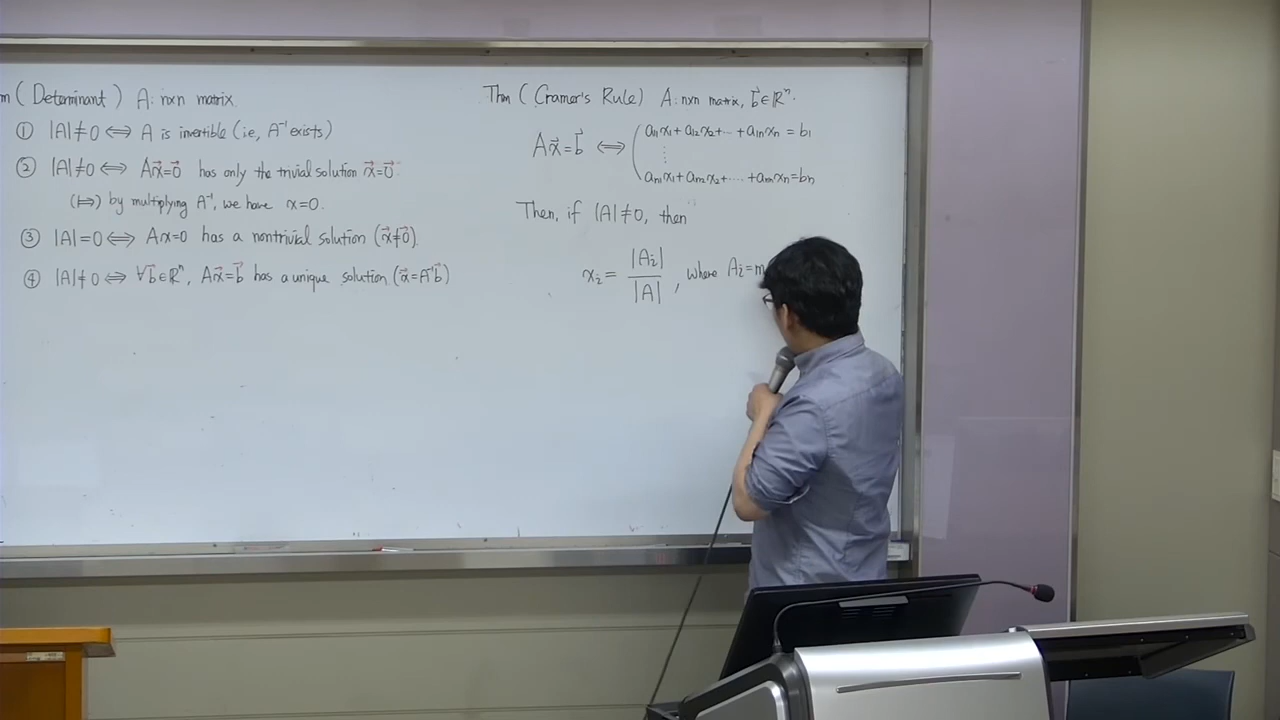 m (Determinant) A: n×n matrix.
① |A|≠0 ⟺ A is invertible (ie, A⁻¹ exists)
② |A|≠0 ⟺ Ax⃗=0⃗ has only the trivial solution x⃗=0⃗
(⟹) by multiplying A⁻¹, we have x=0.
③ |A|=0 ⟺ Ax=0 has a nontrivial solution (x⃗≠0⃗).
④ |A|≠0 ⟺ ∀b⃗∈ℝⁿ, Ax⃗=b⃗ has a unique solution (x⃗=A⁻¹b⃗)
Thm (Cramer's Rule) A: n×n matrix, b⃗∈ℝⁿ.
Ax⃗=b⃗ ⟺ { a₁₁x₁+a₁₂x₂+⋯+a₁ₙxₙ = b₁
⋮
aₙ₁x₁+aₙ₂x₂+⋯+aₙₙxₙ=bₙ
Then, if |A|≠0, then
xᵢ = |Aᵢ| / |A| , where Aᵢ=m